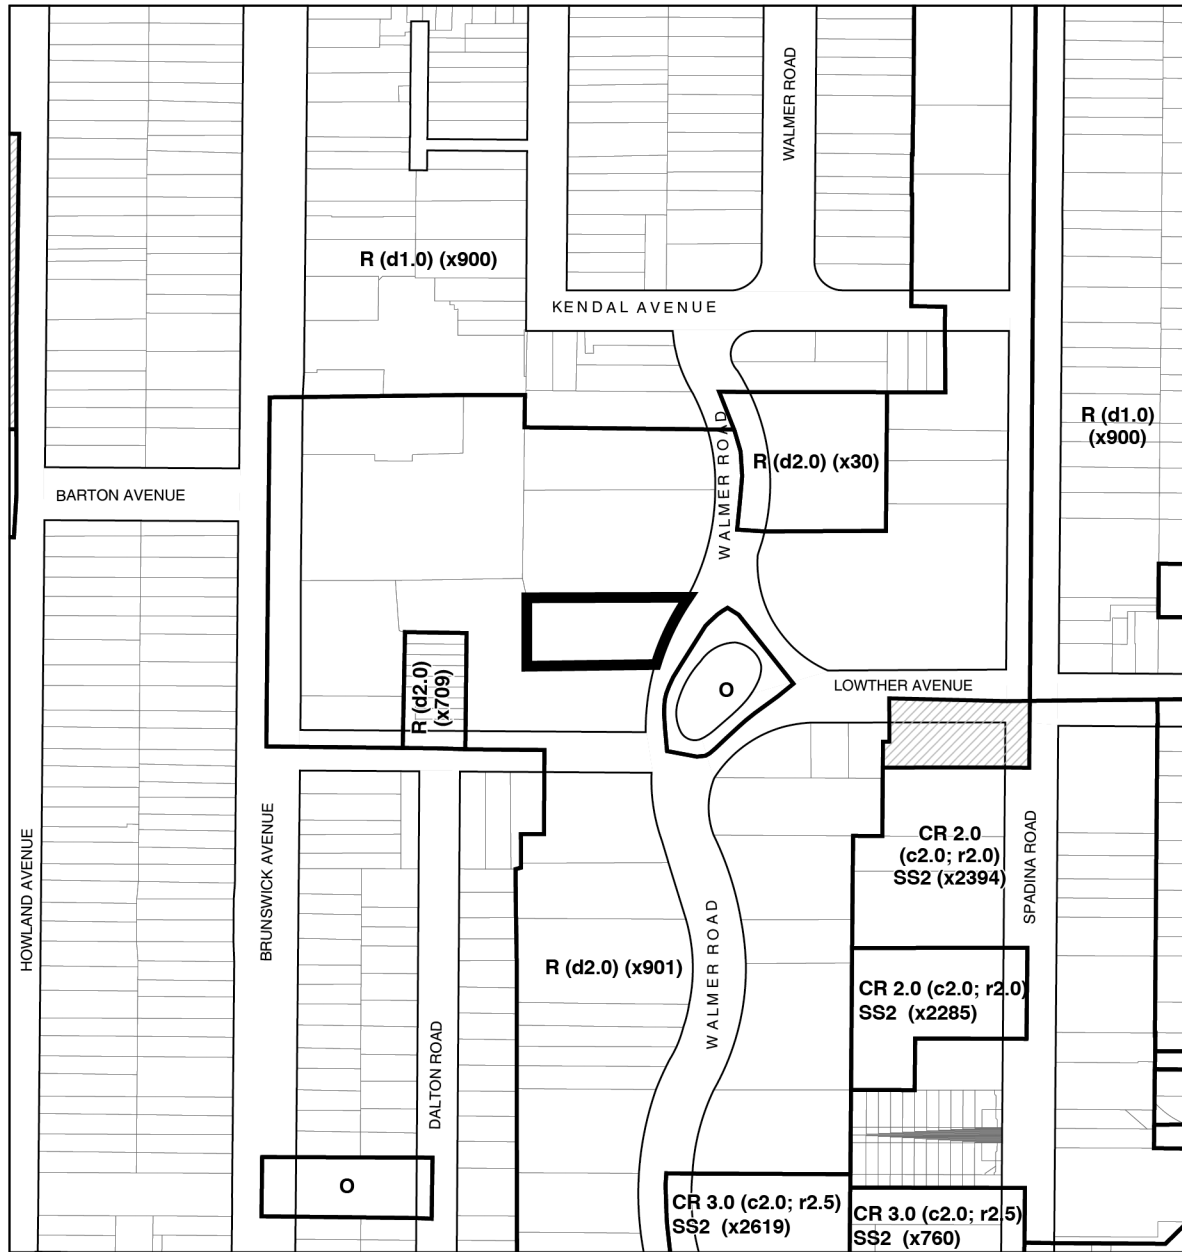 WALMER ROAD
R (d1.0) (x900)
KENDAL AVENUE
R (d1.0)
(x900)
WALMER ROAD
R (d2.0) (x30)
BARTON AVENUE
R (d2.0)
(x709)
O
LOWTHER AVENUE
HOWLAND AVENUE
BRUNSWICK AVENUE
CR 2.0
(c2.0; r2.0)
SS2 (x2394)
SPADINA ROAD
WALMER ROAD
R (d2.0) (x901)
CR 2.0 (c2.0; r2.0)
SS2 (x2285)
DALTON ROAD
O
CR 3.0 (c2.0; r2.5)
SS2 (x2619)
CR 3.0 (c2.0; r2.5)
SS2 (x760)